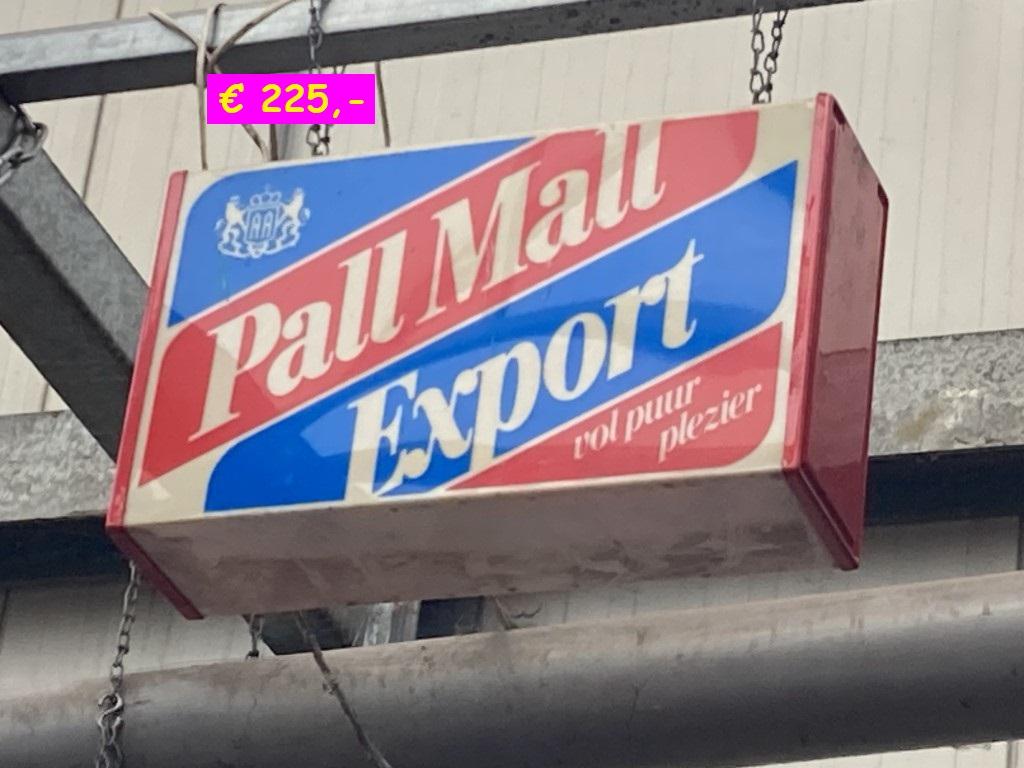 € 225,-
Pall Mall
Export
vol puur
plezier